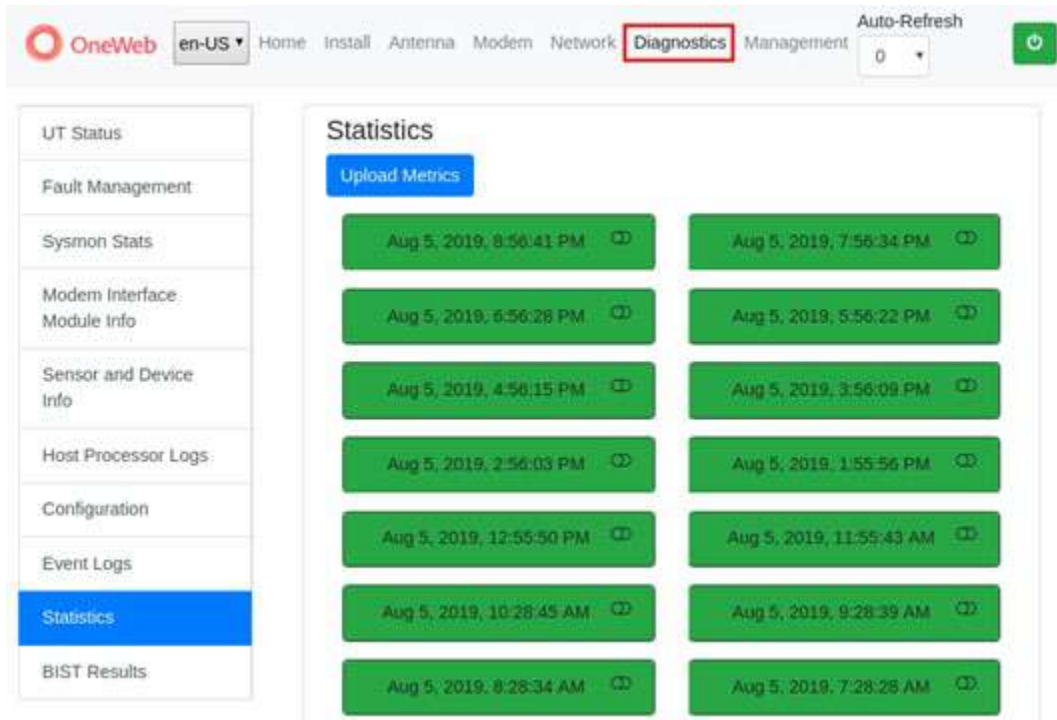 Auto-Refresh
OneWeb en-US Home Install Antenna Modem Network Diagnostics Management 0
UT Status
Fault Management
Sysmon Stats
Modem Interface
Module Info
Sensor and Device
Info
Host Processor Logs
Configuration
Event Logs
Statistics
BIST Results
Statistics
Upload Metrics
Aug 5, 2019, 8:56:41 PM
Aug 5, 2019, 7:56:34 PM
Aug 5, 2019, 6:56:28 PM
Aug 5, 2019, 5:56:22 PM
Aug 5, 2019, 4:56:15 PM
Aug 5, 2019, 3:56:09 PM
Aug 5, 2019, 2:56:03 PM
Aug 5, 2019, 1:55:56 PM
Aug 5, 2019, 12:55:50 PM
Aug 5, 2019, 11:55:43 AM
Aug 5, 2019, 10:28:45 AM
Aug 5, 2019, 9:28:39 AM
Aug 5, 2019, 8:28:34 AM
Aug 5, 2019, 7:28:28 AM